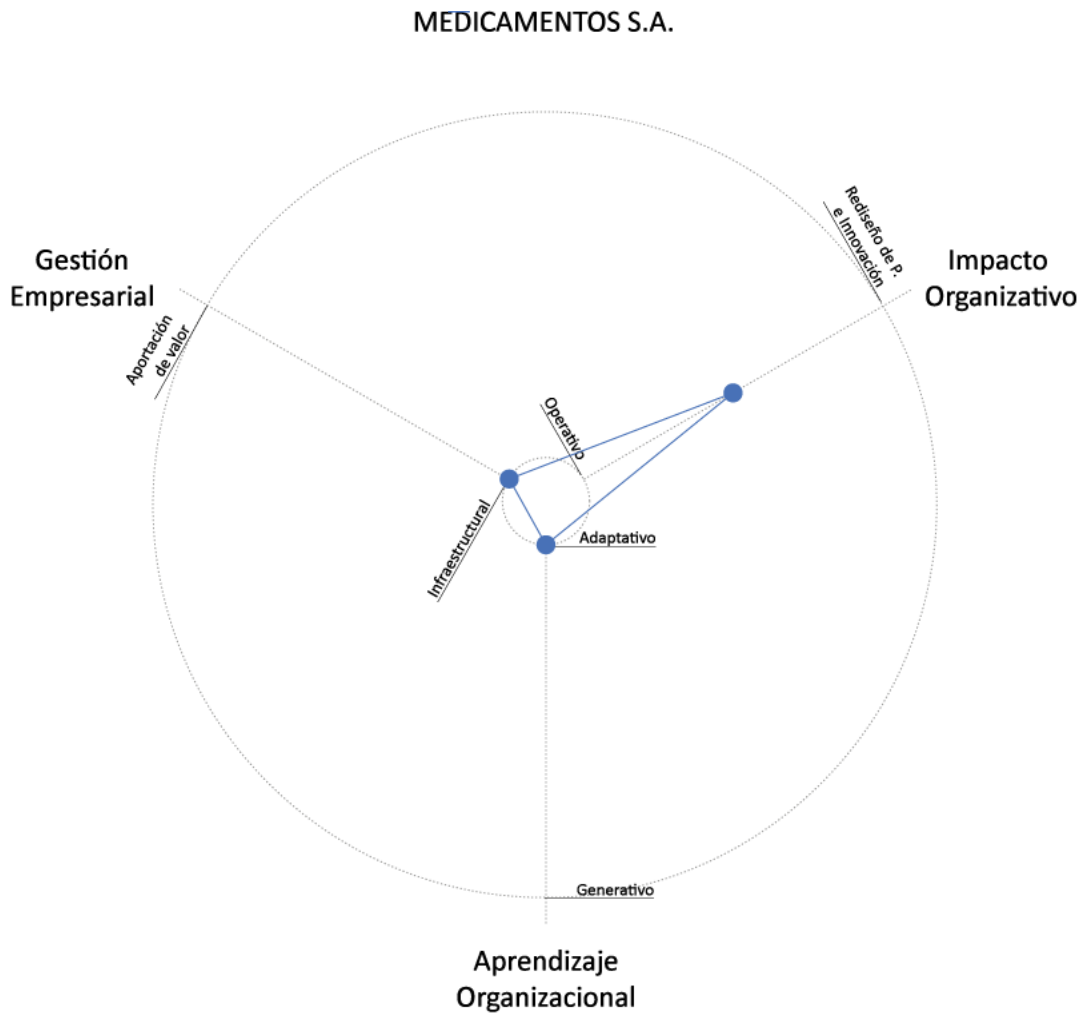 MEDICAMENTOS S.A.
Rediseño de P.
e Innovación
Gestión
Empresarial
Impacto
Organizativo
Aportación
de valor
Operativo
Infraestructural
Adaptativo
Generativo
Aprendizaje
Organizacional